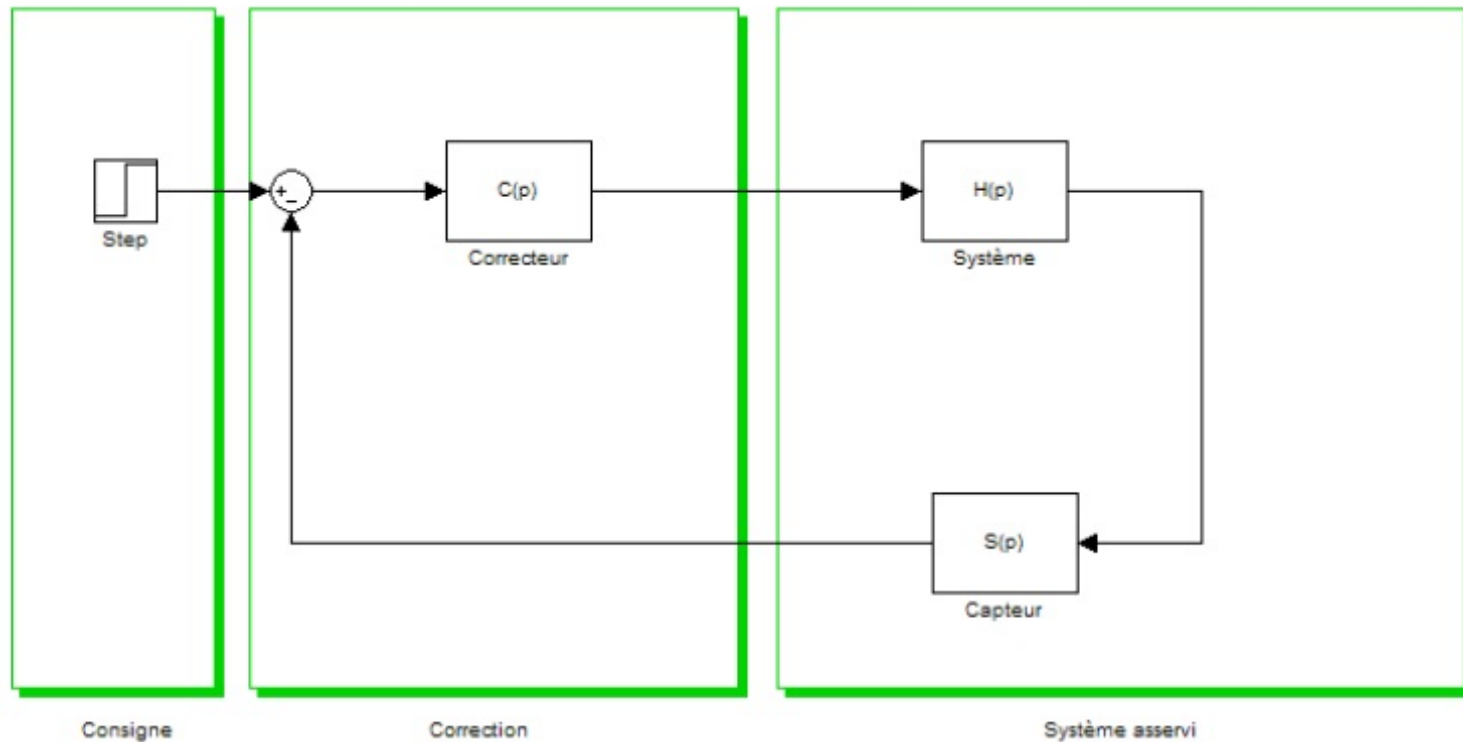 +
−
Step
C(p)
Correcteur
H(p)
Système
S(p)
Capteur
Consigne
Correction
Système asservi